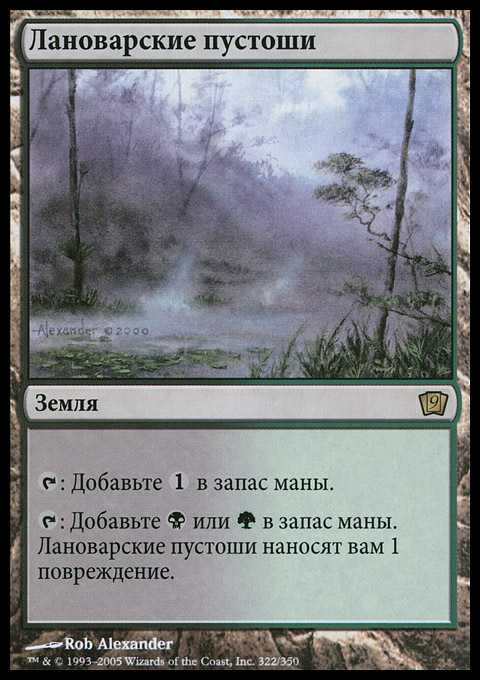 Лановарские пустоши
Alexander ©2000
Земля
9
: Добавьте 1 в запас маны.
: Добавьте или в запас маны.
Лановарские пустоши наносят вам 1
повреждение.
Rob Alexander
™ & © 1993–2005 Wizards of the Coast, Inc. 322/350